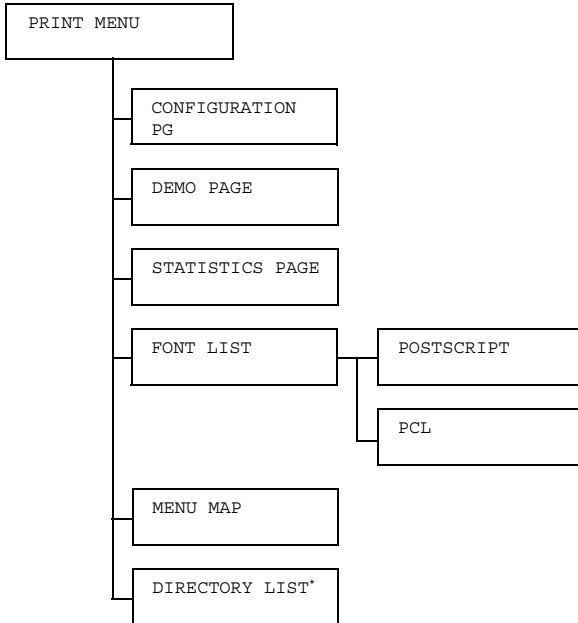 PRINT MENU
CONFIGURATION
PG
DEMO PAGE
STATISTICS PAGE
FONT LIST
POSTSCRIPT
PCL
MENU MAP
DIRECTORY LIST*